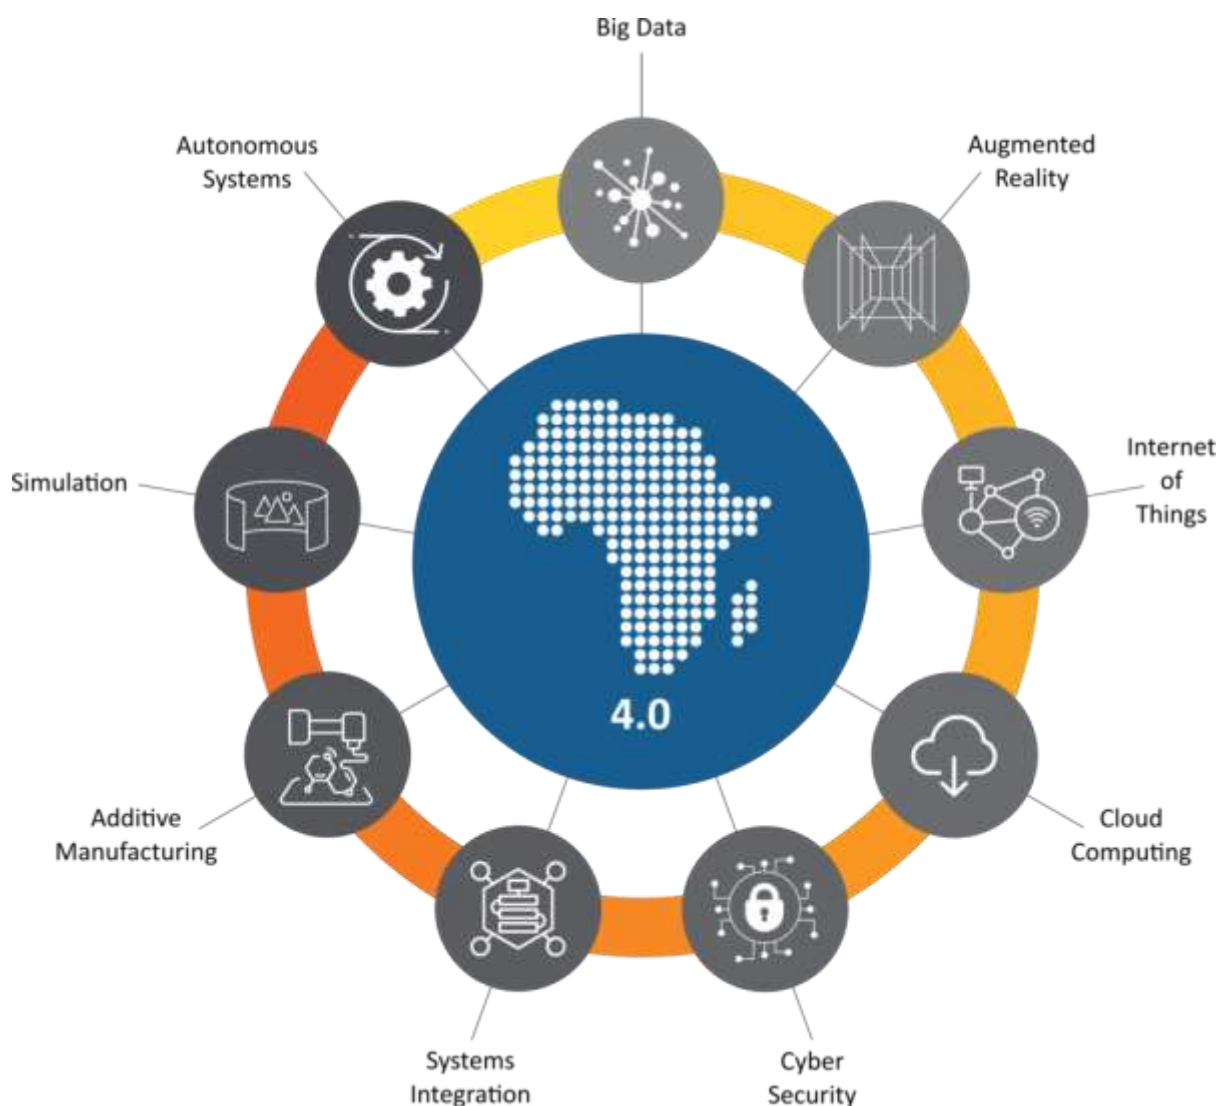 Big Data
Augmented
Reality
Internet
of
Things
Cloud
Computing
Cyber
Security
Systems
Integration
Additive
Manufacturing
Simulation
Autonomous
Systems
4.0